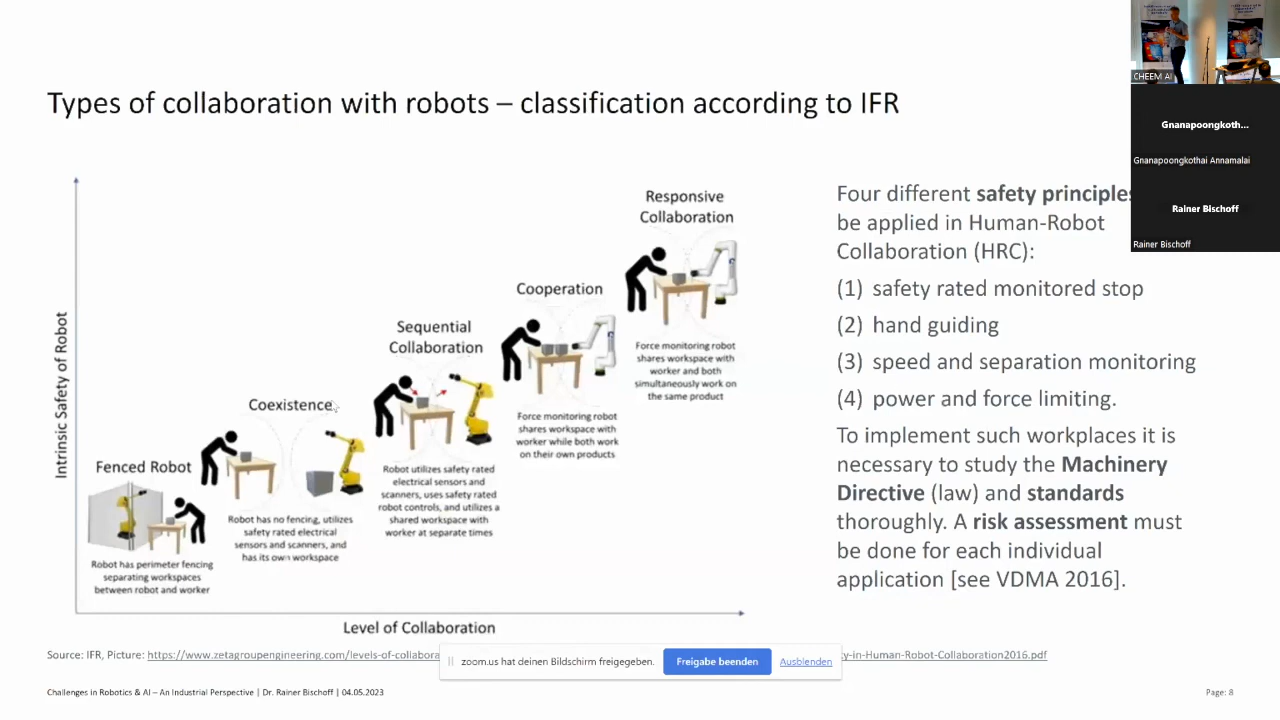 Types of collaboration with robots – classification according to IFR
Intrinsic Safety of Robot
Level of Collaboration
Fenced Robot
Robot has perimeter fencing
separating workspaces
between robot and worker
Coexistence
Robot has no fencing, utilizes
safety rated electrical
sensors and scanners, and
has its own workspace
Sequential
Collaboration
Robot utilizes safety rated
electrical sensors and
scanners, uses safety rated
robot controls, and utilizes a
shared workspace with
worker at separate times
Cooperation
Force monitoring robot
shares workspace with
worker while both work
on their own products
Responsive
Collaboration
Force monitoring robot
shares workspace with
worker and both
simultaneously work on
the same product
Four different safety principles
be applied in Human-Robot
Collaboration (HRC):
(1) safety rated monitored stop
(2) hand guiding
(3) speed and separation monitoring
(4) power and force limiting.
To implement such workplaces it is
necessary to study the Machinery
Directive (law) and standards
thoroughly. A risk assessment must
be done for each individual
application [see VDMA 2016].
CHEEM AI
Gnanapoongkoth...
Gnanapoongkothai Annamalai
Rainer Bischoff
Rainer Bischoff
Source: IFR, Picture: https://www.zetagroupengineering.com/levels-of-collabora
y-in-Human-Robot-Collaboration2016.pdf
zoom.us hat deinen Bildschirm freigegeben. Freigabe beenden Ausblenden
Challenges in Robotics & AI – An Industrial Perspective | Dr. Rainer Bischoff | 04.05.2023
Page: 8